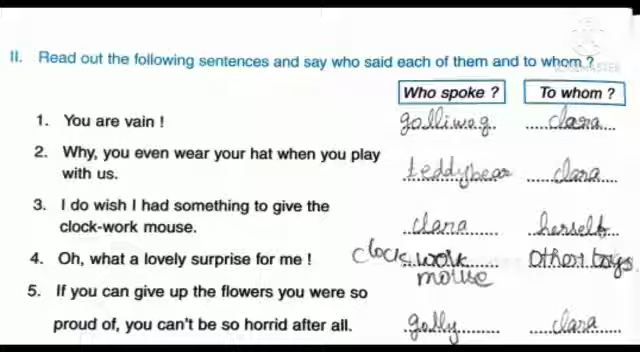 II. Read out the following sentences and say who said each of them and to whom ?
Who spoke ? To whom ?
1. You are vain ! golliwog clara
2. Why, you even wear your hat when you play
with us. teddybear clara
3. I do wish I had something to give the
clock-work mouse. clara herself
4. Oh, what a lovely surprise for me ! clock work other toys
mouse
5. If you can give up the flowers you were so
proud of, you can't be so horrid after all. golly clara